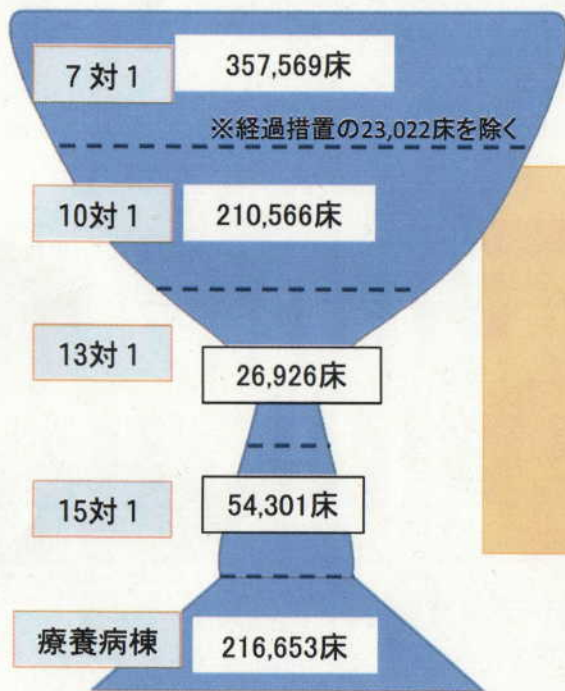 7対1
357,569床
※経過措置の23,022床を除く
10対1
210,566床
13対1
26,926床
15対1
54,301床
療養病棟
216,653床